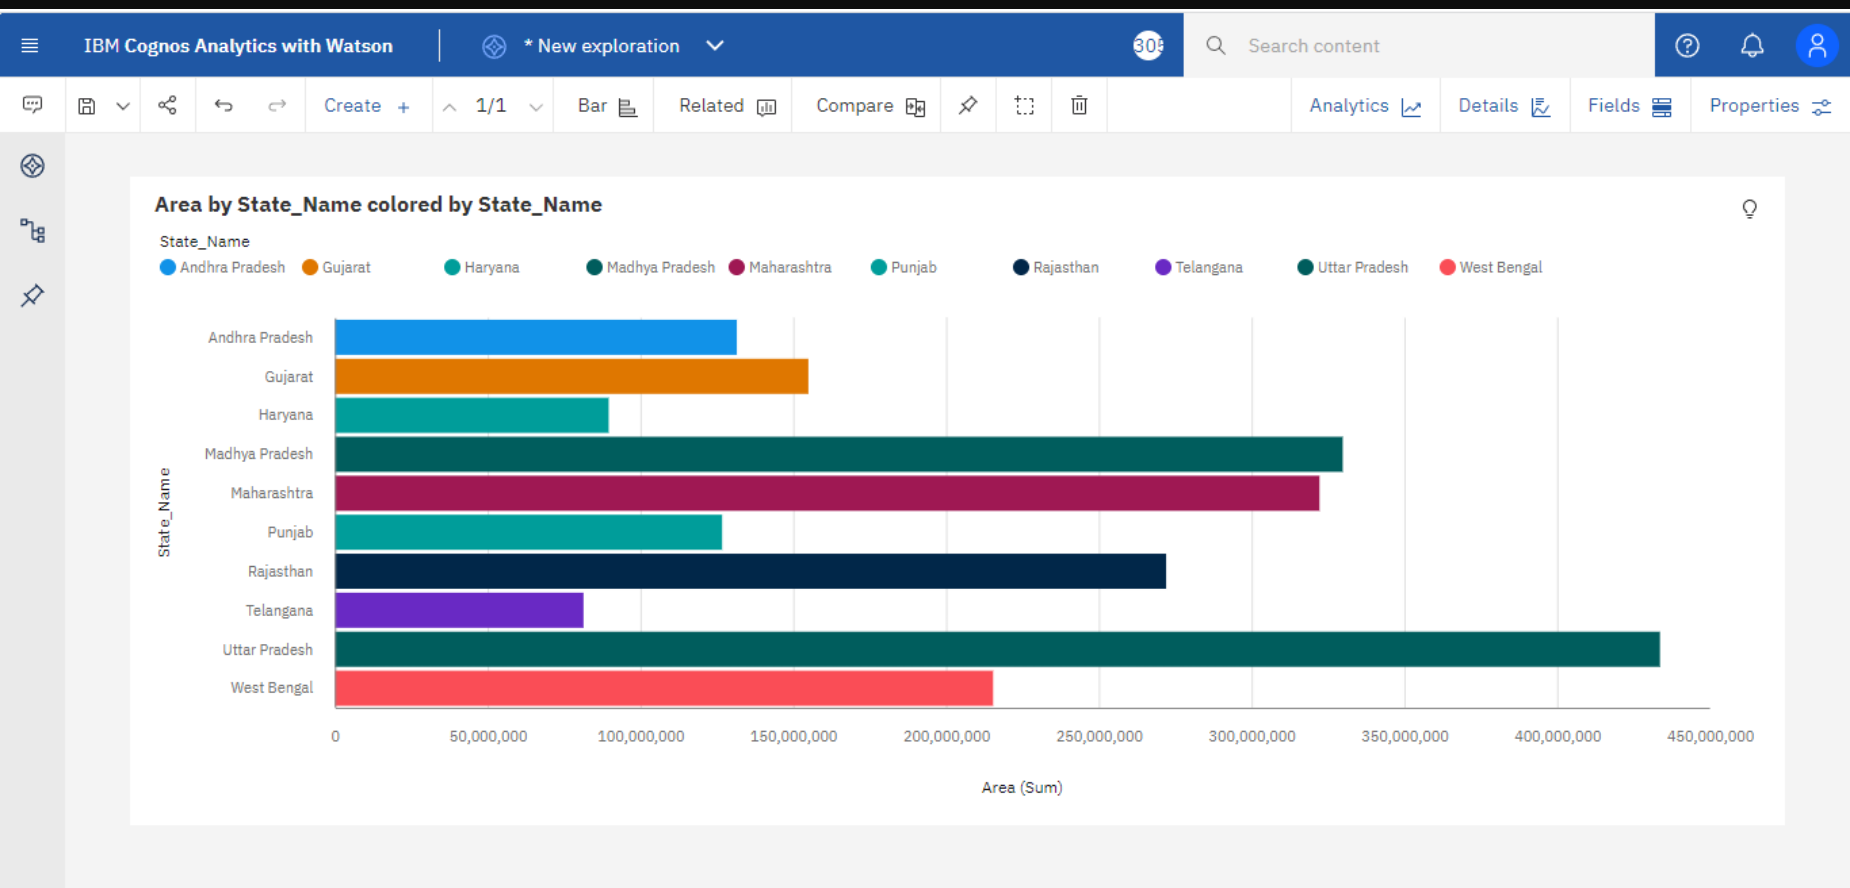 IBM Cognos Analytics with Watson
* New exploration
Search content
Create +
1/1
Bar
Related
Compare
Analytics
Details
Fields
Properties
Area by State_Name colored by State_Name
State_Name
Andhra Pradesh Gujarat Haryana Madhya Pradesh Maharashtra Punjab Rajasthan Telangana Uttar Pradesh West Bengal
State_Name
Andhra Pradesh
Gujarat
Haryana
Madhya Pradesh
Maharashtra
Punjab
Rajasthan
Telangana
Uttar Pradesh
West Bengal
0 50,000,000 100,000,000 150,000,000 200,000,000 250,000,000 300,000,000 350,000,000 400,000,000 450,000,000
Area (Sum)